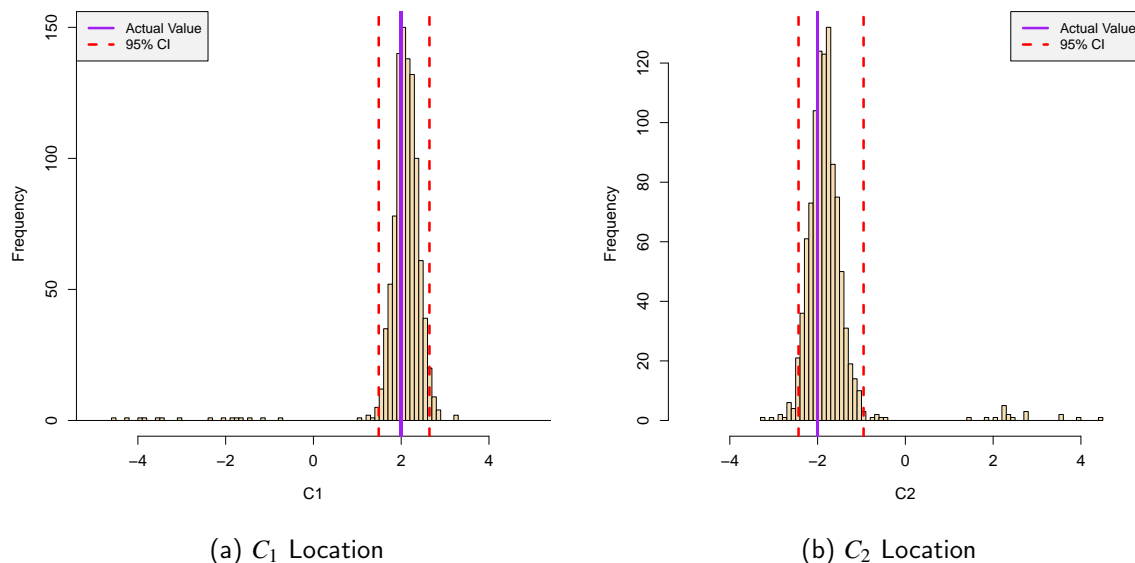 Actual Value
95% CI
Frequency
0
50
100
150
−4
−2
0
2
4
C1
(a) C1 Location
Actual Value
95% CI
Frequency
0
20
40
60
80
100
120
−4
−2
0
2
4
C2
(b) C2 Location